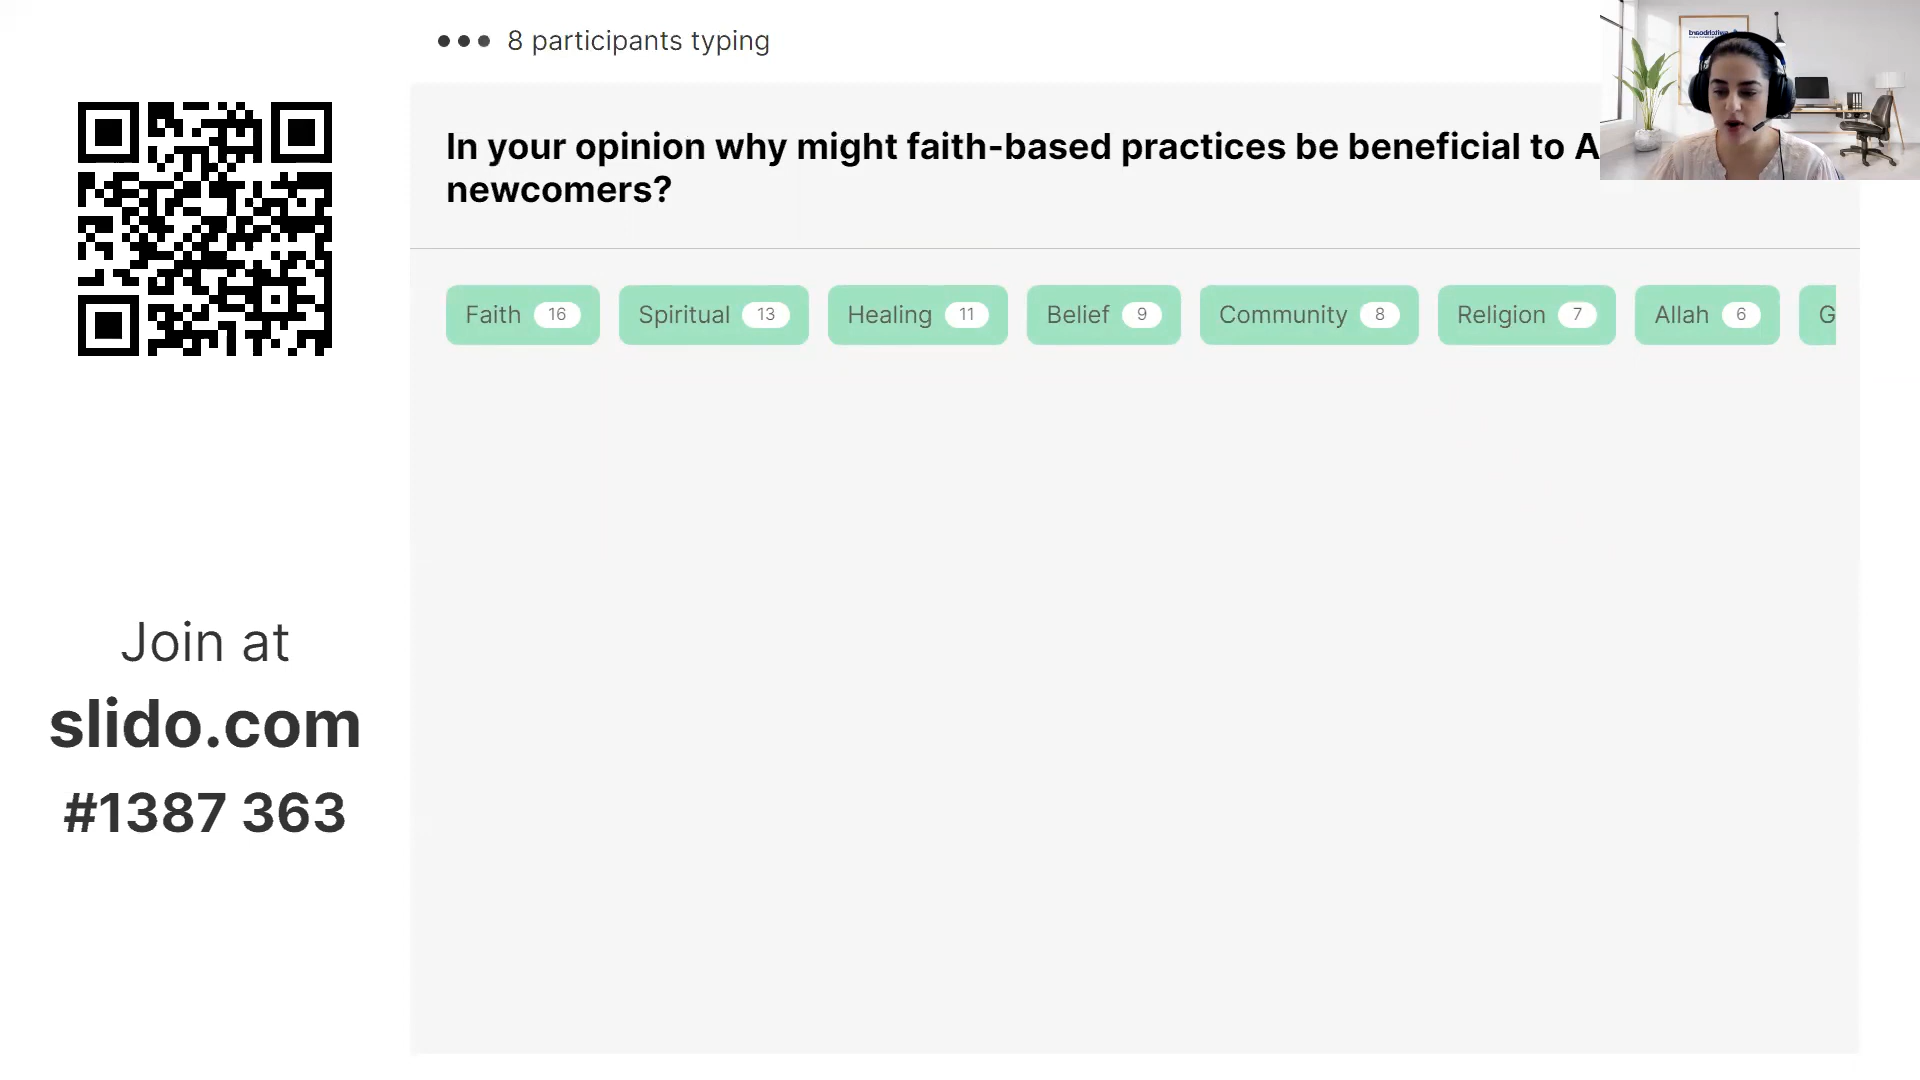 8 participants typing
In your opinion why might faith-based practices be beneficial to A
newcomers?
Faith 16 Spiritual 13 Healing 11 Belief 9 Community 8 Religion 7 Allah 6 G
Join at
slido.com
#1387 363